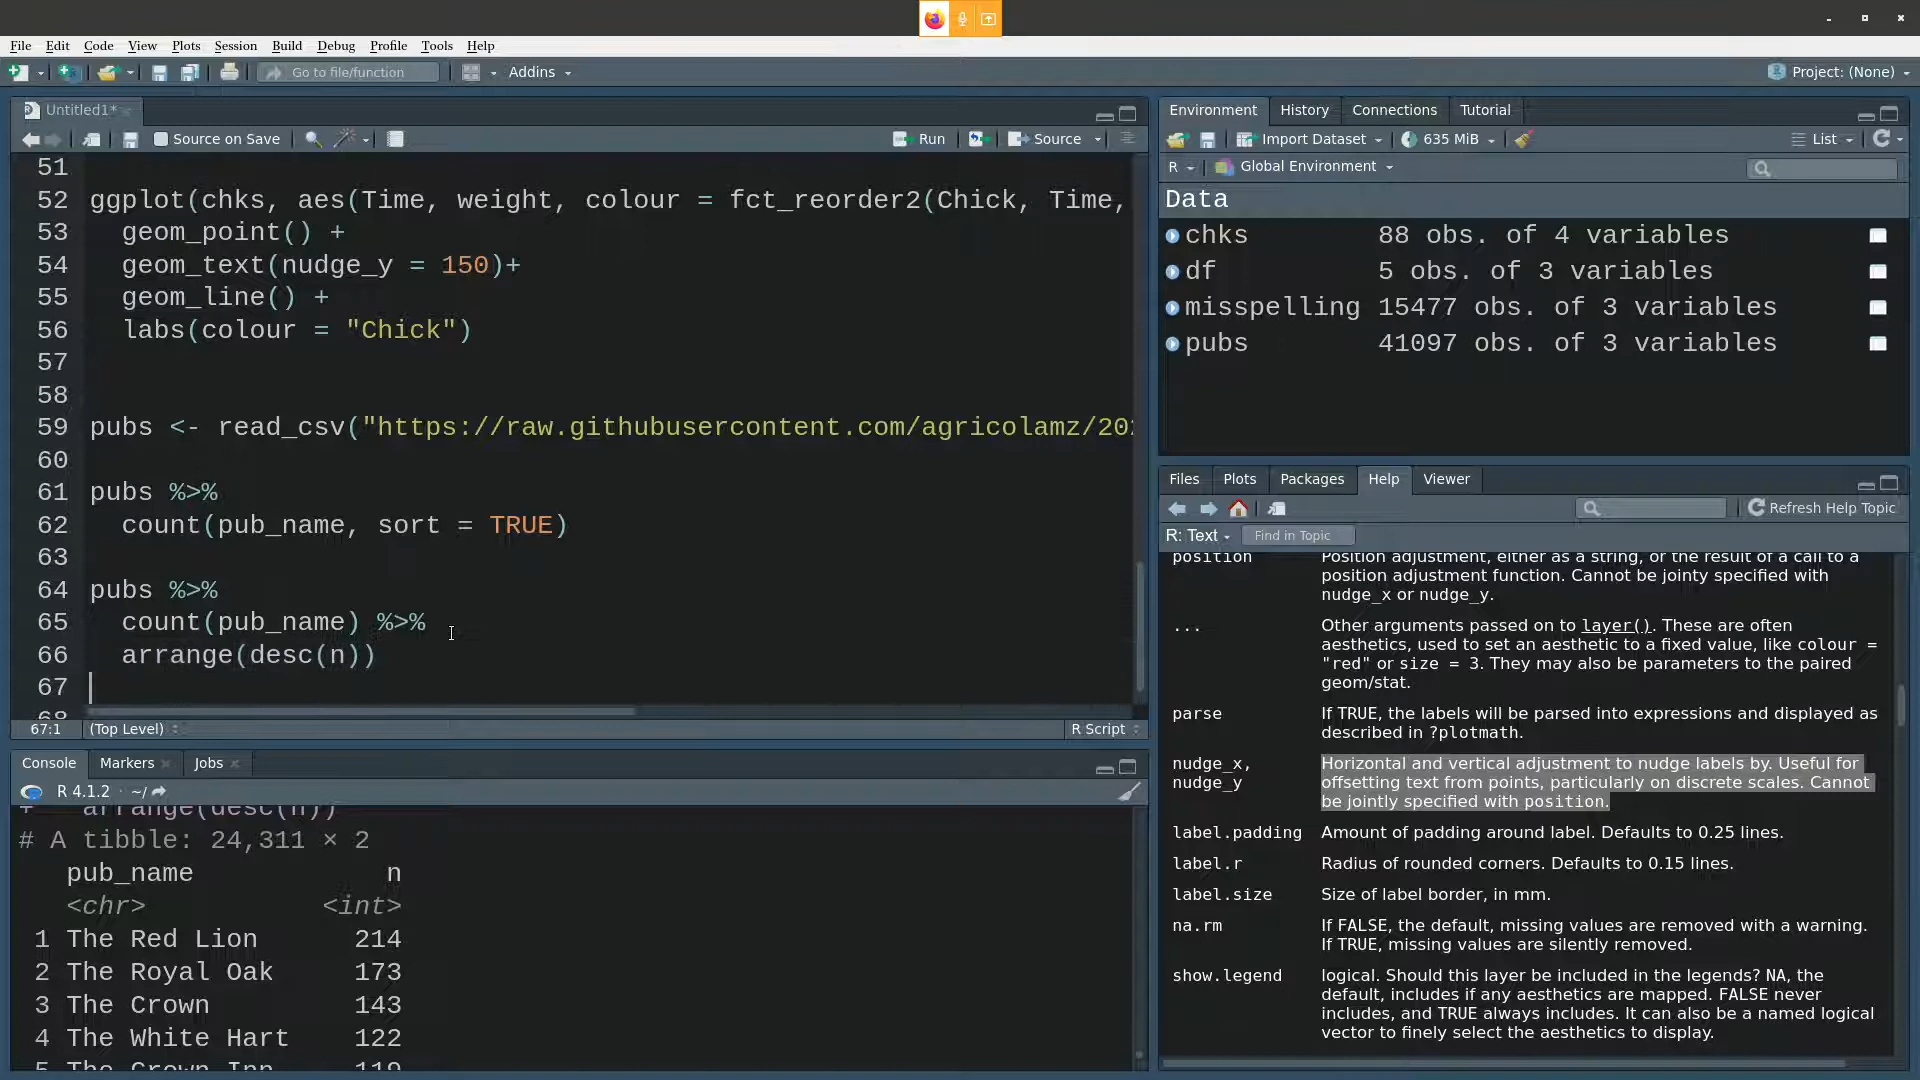 File Edit Code View Plots Session Build Debug Profile Tools Help
Go to file/function
Addins
Project: (None)
Untitled1*
Source on Save
Run
Source
51
52 ggplot(chks, aes(Time, weight, colour = fct_reorder2(Chick, Time,
53 geom_point() +
54 geom_text(nudge_y = 150)+
55 geom_line() +
56 labs(colour = "Chick")
57
58
59 pubs <- read_csv("https://raw.githubusercontent.com/agricolamz/202
60
61 pubs %>%
62 count(pub_name, sort = TRUE)
63
64 pubs %>%
65 count(pub_name) %>%
66 arrange(desc(n))
67
68
67:1 (Top Level) R Script
Console Markers Jobs
R 4.1.2 · ~/
+ arrange(desc(n))
# A tibble: 24,311 × 2
pub_name n
<chr> <int>
1 The Red Lion 214
2 The Royal Oak 173
3 The Crown 143
4 The White Hart 122
5 The Crown Inn 119
Environment History Connections Tutorial
Import Dataset 635 MiB List
R Global Environment
Data
chks 88 obs. of 4 variables
df 5 obs. of 3 variables
misspelling 15477 obs. of 3 variables
pubs 41097 obs. of 3 variables
Files Plots Packages Help Viewer
Refresh Help Topic
R: Text Find in Topic
position Position adjustment, either as a string, or the result of a call to a
position adjustment function. Cannot be jointy specified with
nudge_x or nudge_y.
... Other arguments passed on to layer(). These are often
aesthetics, used to set an aesthetic to a fixed value, like colour =
"red" or size = 3. They may also be parameters to the paired
geom/stat.
parse If TRUE, the labels will be parsed into expressions and displayed as
described in ?plotmath.
nudge_x, Horizontal and vertical adjustment to nudge labels by. Useful for
nudge_y offsetting text from points, particularly on discrete scales. Cannot
be jointly specified with position.
label.padding Amount of padding around label. Defaults to 0.25 lines.
label.r Radius of rounded corners. Defaults to 0.15 lines.
label.size Size of label border, in mm.
na.rm If FALSE, the default, missing values are removed with a warning.
If TRUE, missing values are silently removed.
show.legend logical. Should this layer be included in the legends? NA, the
default, includes if any aesthetics are mapped. FALSE never
includes, and TRUE always includes. It can also be a named logical
vector to finely select the aesthetics to display.